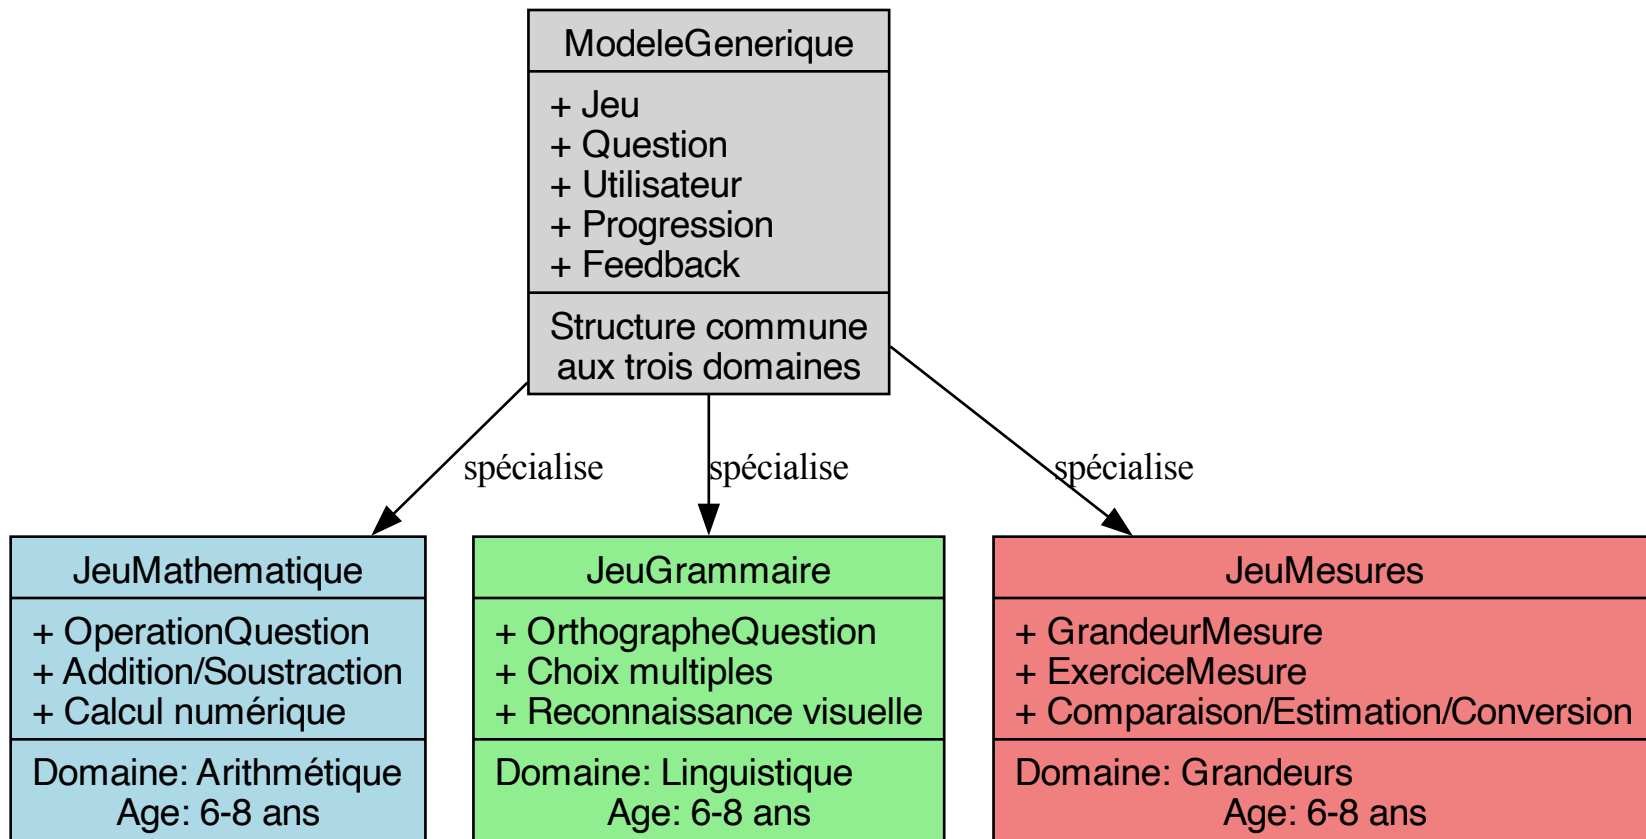 ModeleGenerique
+ Jeu
+ Question
+ Utilisateur
+ Progression
+ Feedback
Structure commune
aux trois domaines
spécialise
spécialise
spécialise
JeuMathematique
+ OperationQuestion
+ Addition/Soustraction
+ Calcul numérique
Domaine: Arithmétique
Age: 6-8 ans
JeuGrammaire
+ OrthographeQuestion
+ Choix multiples
+ Reconnaissance visuelle
Domaine: Linguistique
Age: 6-8 ans
JeuMesures
+ GrandeurMesure
+ ExerciceMesure
+ Comparaison/Estimation/Conversion
Domaine: Grandeurs
Age: 6-8 ans